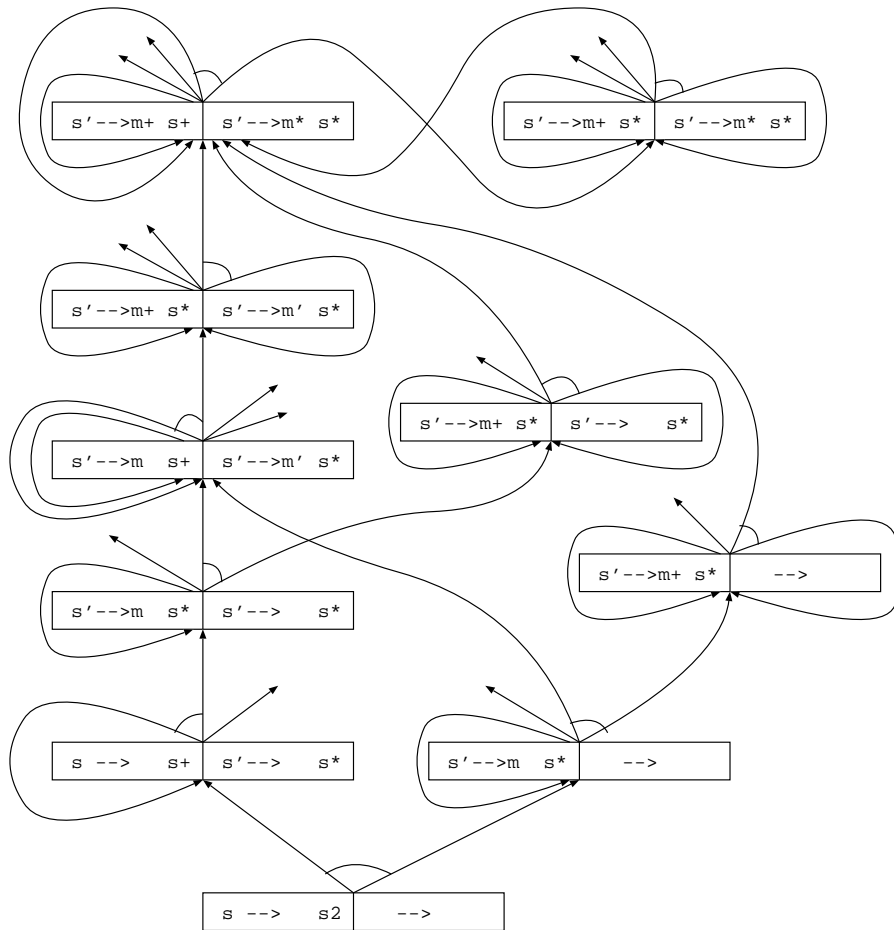 s'-->m+ s+ s'-->m* s* s'-->m+ s* s'-->m* s*
s'-->m+ s* s'-->m' s*
s'-->m+ s* s'--> s*
s'-->m s+ s'-->m' s*
s'-->m+ s* -->
s'-->m s* s'--> s*
s --> s+ s'--> s* s'-->m s* -->
s --> s2 -->